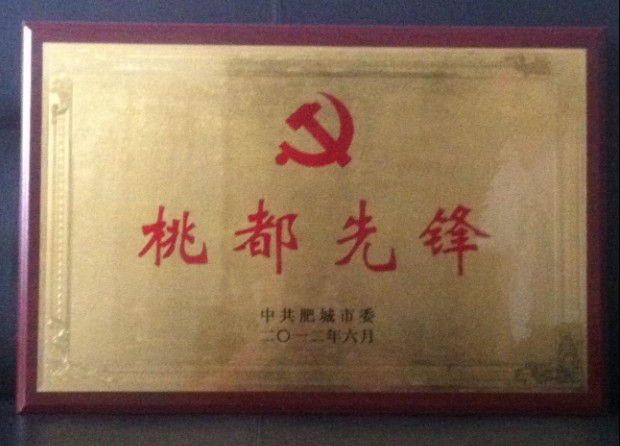 桃都先锋
中共肥城市委
二〇一二年六月